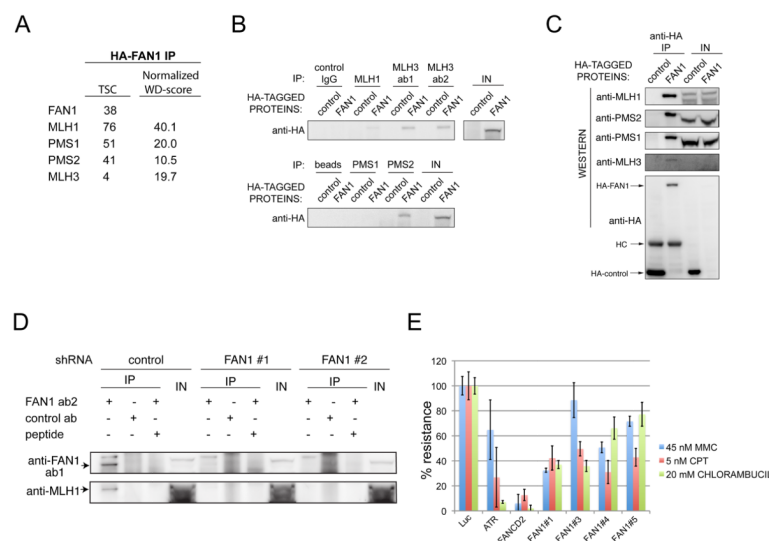 A
HA-FAN1 IP
TSC Normalized WD-score
FAN1 38
MLH1 76 40.1
PMS1 51 20.0
PMS2 41 10.5
MLH3 4 19.7
B
IP: control IgG MLH1 MLH3 ab1 MLH3 ab2 IN
HA-TAGGED PROTEINS: control FAN1 control FAN1 control FAN1 control FAN1 control FAN1
anti-HA
IP: beads PMS1 PMS2 IN
HA-TAGGED PROTEINS: control FAN1 control FAN1 control FAN1 control FAN1
anti-HA
C
anti-HA IP IN
HA-TAGGED PROTEINS: control FAN1 control FAN1
WESTERN
anti-MLH1
anti-PMS2
anti-PMS1
anti-MLH3
HA-FAN1
anti-HA
HC
HA-control
D
shRNA control FAN1 #1 FAN1 #2
IP IN IP IN IP IN
FAN1 ab2 + - + + - + + - +
control ab - + - - + - - + -
peptide - - + - - + - - +
anti-FAN1 ab1
anti-MLH1
E
% resistance
120
100
80
60
40
20
0
Luc ATR FANCD2 FAN1#1 FAN1#3 FAN1#4 FAN1#5
45 nM MMC
5 nM CPT
20 mM CHLORAMBUCIL